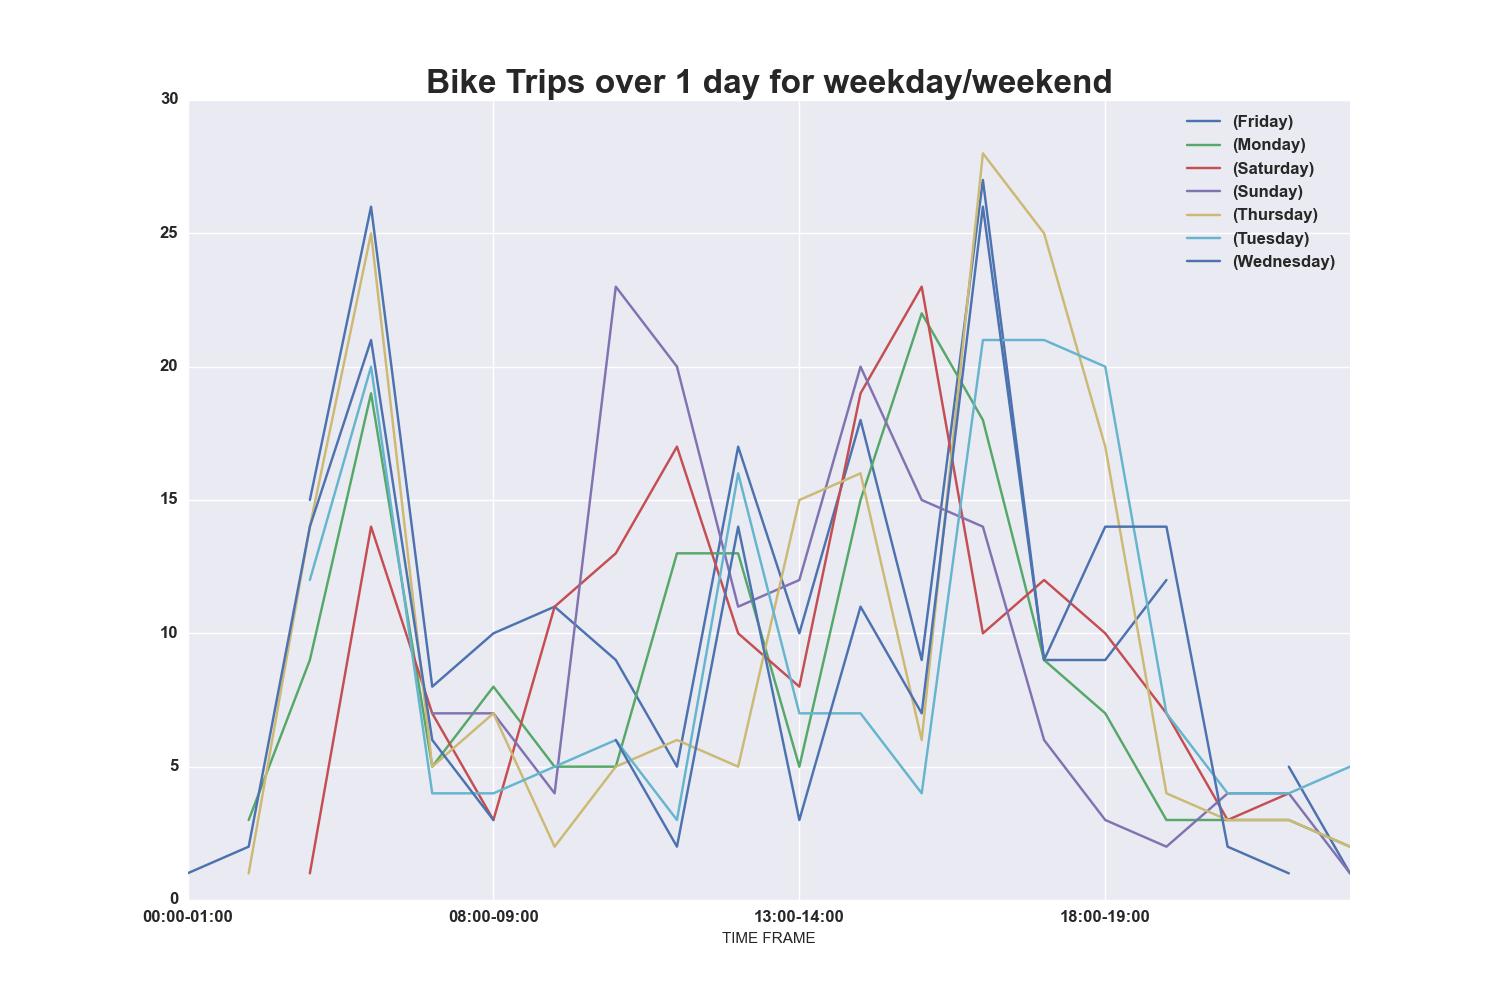 Bike Trips over 1 day for weekday/weekend
30
25
20
15
10
5
0
(Friday)
(Monday)
(Saturday)
(Sunday)
(Thursday)
(Tuesday)
(Wednesday)
00:00-01:00 08:00-09:00 13:00-14:00 18:00-19:00
TIME FRAME